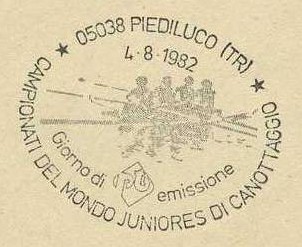 05038 PIEDILUCO (TR)
4-8-1982
CAMPIONATI DEL MONDO JUNIORES DI CANOTTAGGIO
Giorno di emissione